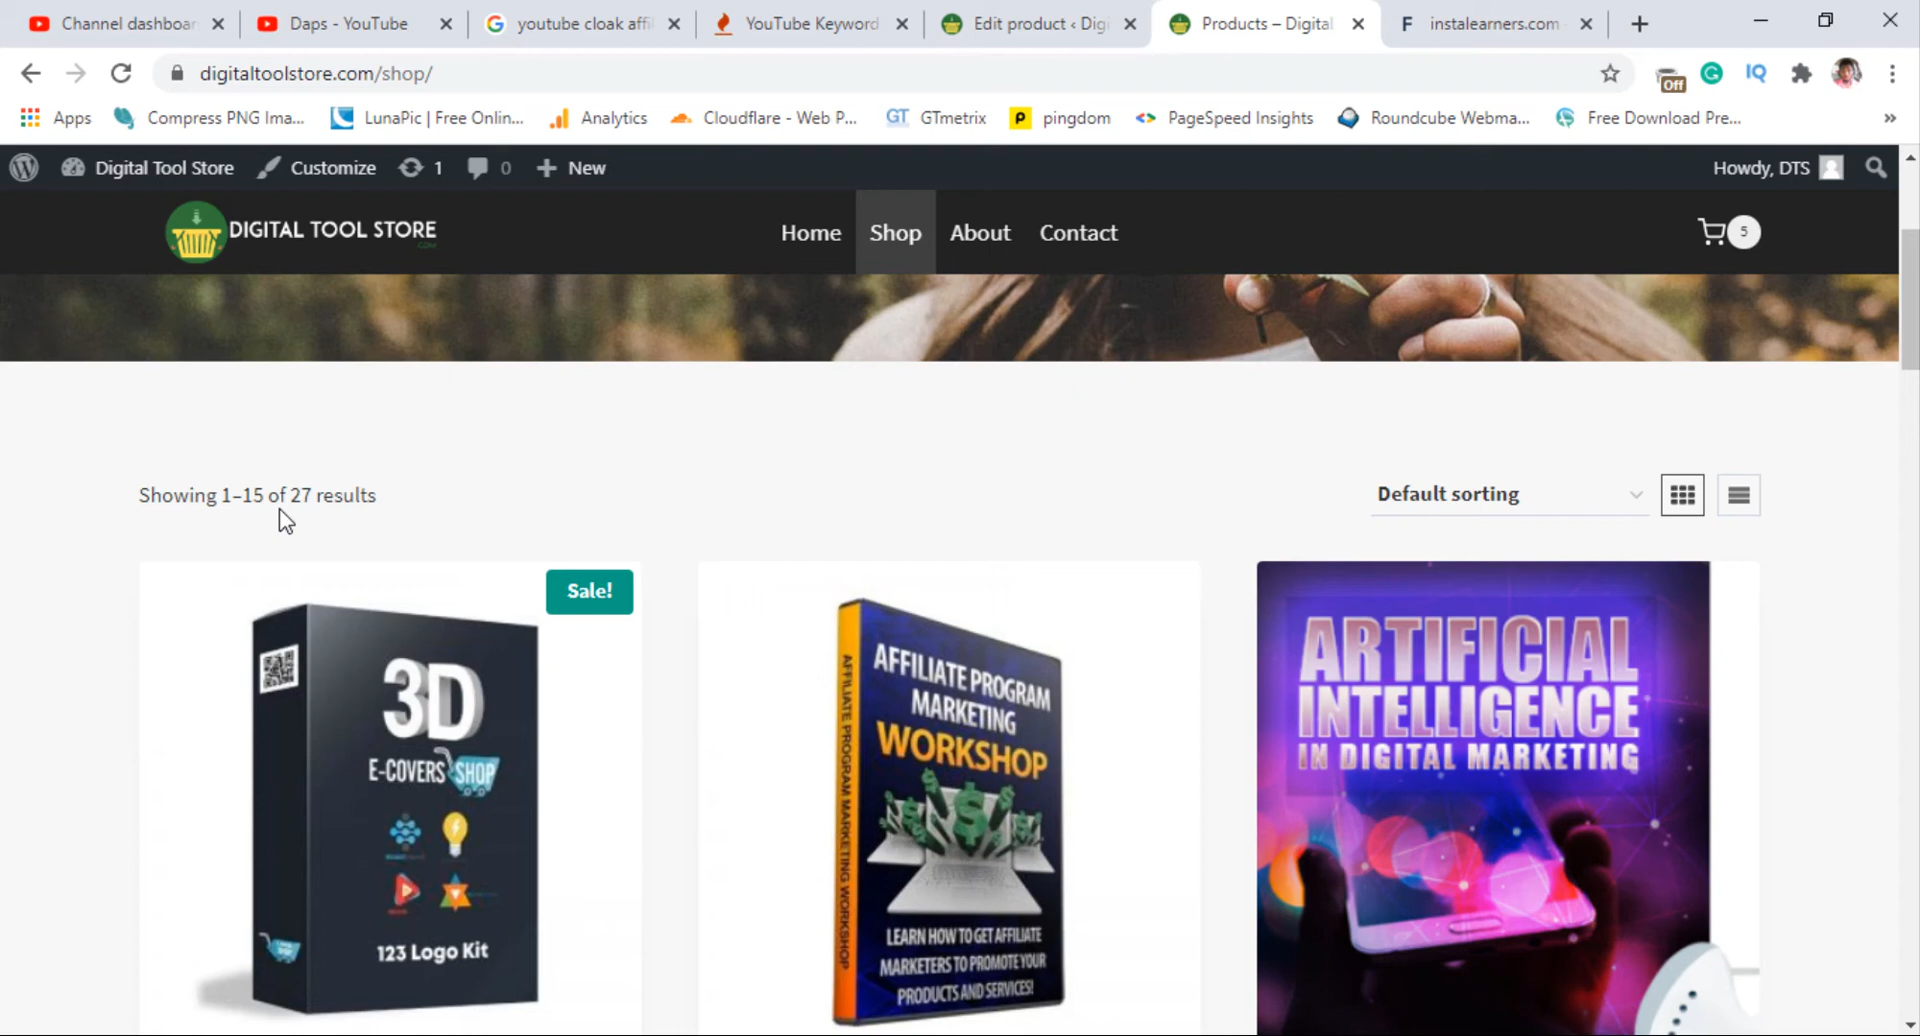 Channel dashboar
Daps - YouTube
youtube cloak affi
YouTube Keyword
Edit product ‹ Digi
Products – Digital
instalearners.com
digitaltoolstore.com/shop/
Off
IQ
Apps
Compress PNG Ima...
LunaPic | Free Onlin...
Analytics
Cloudflare - Web P...
GT
GTmetrix
pingdom
PageSpeed Insights
Roundcube Webma...
Free Download Pre...
»
Digital Tool Store
Customize
1
0
New
Howdy, DTS
DIGITAL TOOL STORE
.COM
Home
Shop
About
Contact
5
Showing 1–15 of 27 results
Default sorting
Sale!
3D
E-COVERS SHOP
123 Logo Kit
AFFILIATE PROGRAM MARKETING WORKSHOP
AFFILIATE PROGRAM
MARKETING
WORKSHOP
LEARN HOW TO GET AFFILIATE
MARKETERS TO PROMOTE YOUR
PRODUCTS AND SERVICES!
ARTIFICIAL
INTELLIGENCE
IN DIGITAL MARKETING